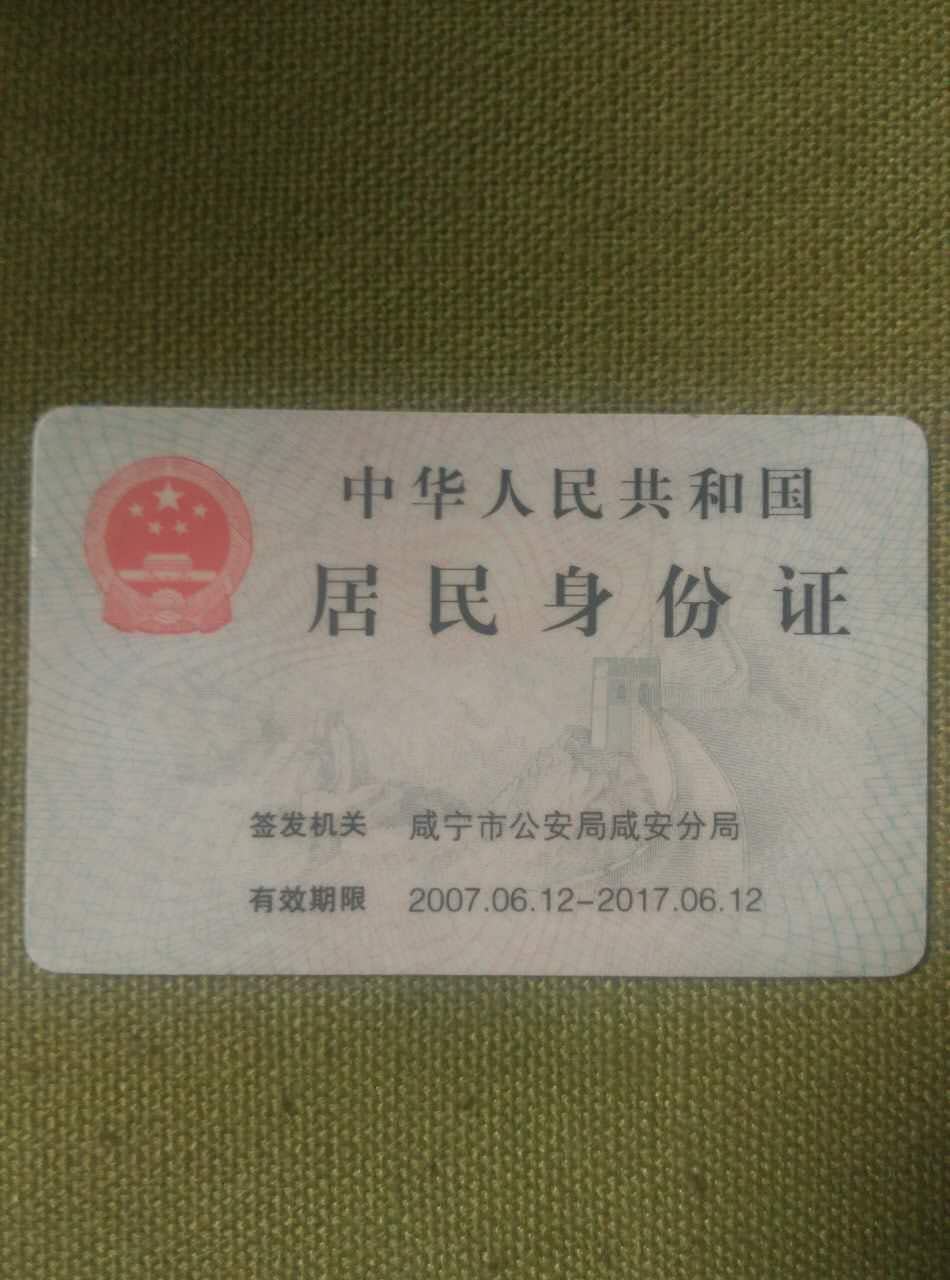 中华人民共和国
居民身份证
签发机关 咸宁市公安局咸安分局
有效期限 2007.06.12-2017.06.12